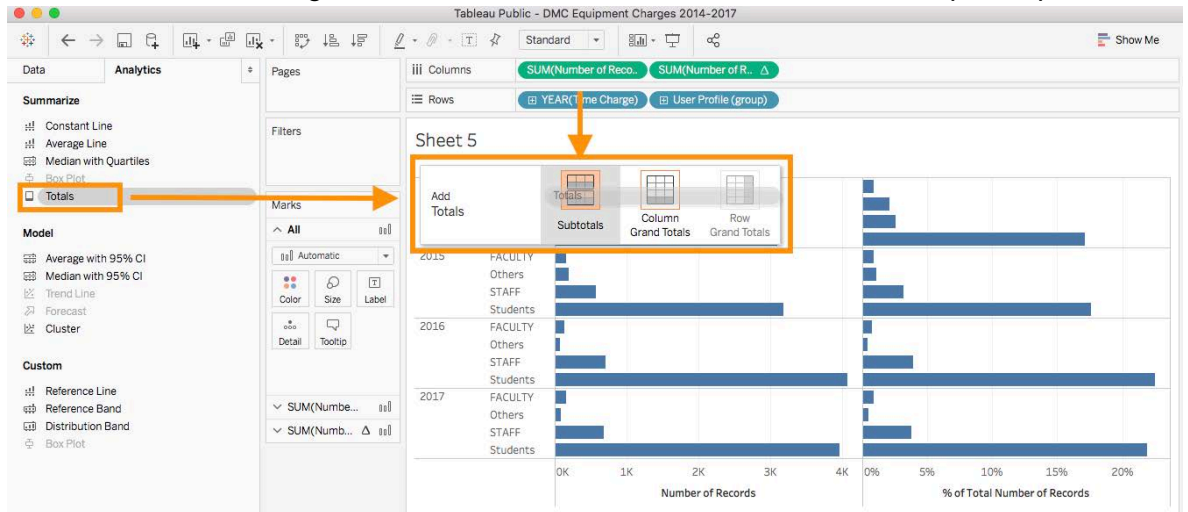 Tableau Public - DMC Equipment Charges 2014-2017
Standard
Show Me
Data Analytics
Summarize
Constant Line
Average Line
Median with Quartiles
Box Plot
Totals
Model
Average with 95% CI
Median with 95% CI
Trend Line
Forecast
Cluster
Custom
Reference Line
Reference Band
Distribution Band
Box Plot
Pages
Filters
Marks
All
Automatic
Color Size Label
Detail Tooltip
SUM(Numbe...
SUM(Numb... Δ
Columns SUM(Number of Reco.. SUM(Number of R.. Δ
Rows YEAR(Time Charge) User Profile (group)
Sheet 5
Add
Totals
Totals
Subtotals
Column
Grand Totals
Row
Grand Totals
2015 FACULTY
Others
STAFF
Students
2016 FACULTY
Others
STAFF
Students
2017 FACULTY
Others
STAFF
Students
0K 1K 2K 3K 4K 0% 5% 10% 15% 20%
Number of Records % of Total Number of Records